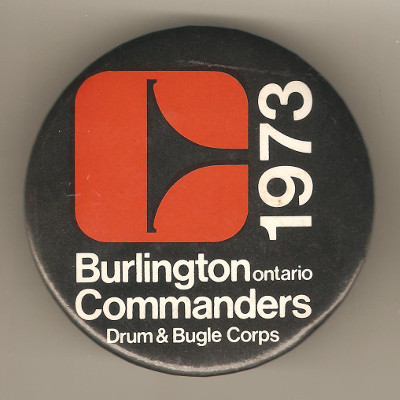 1973
Burlington ontario
Commanders
Drum & Bugle Corps